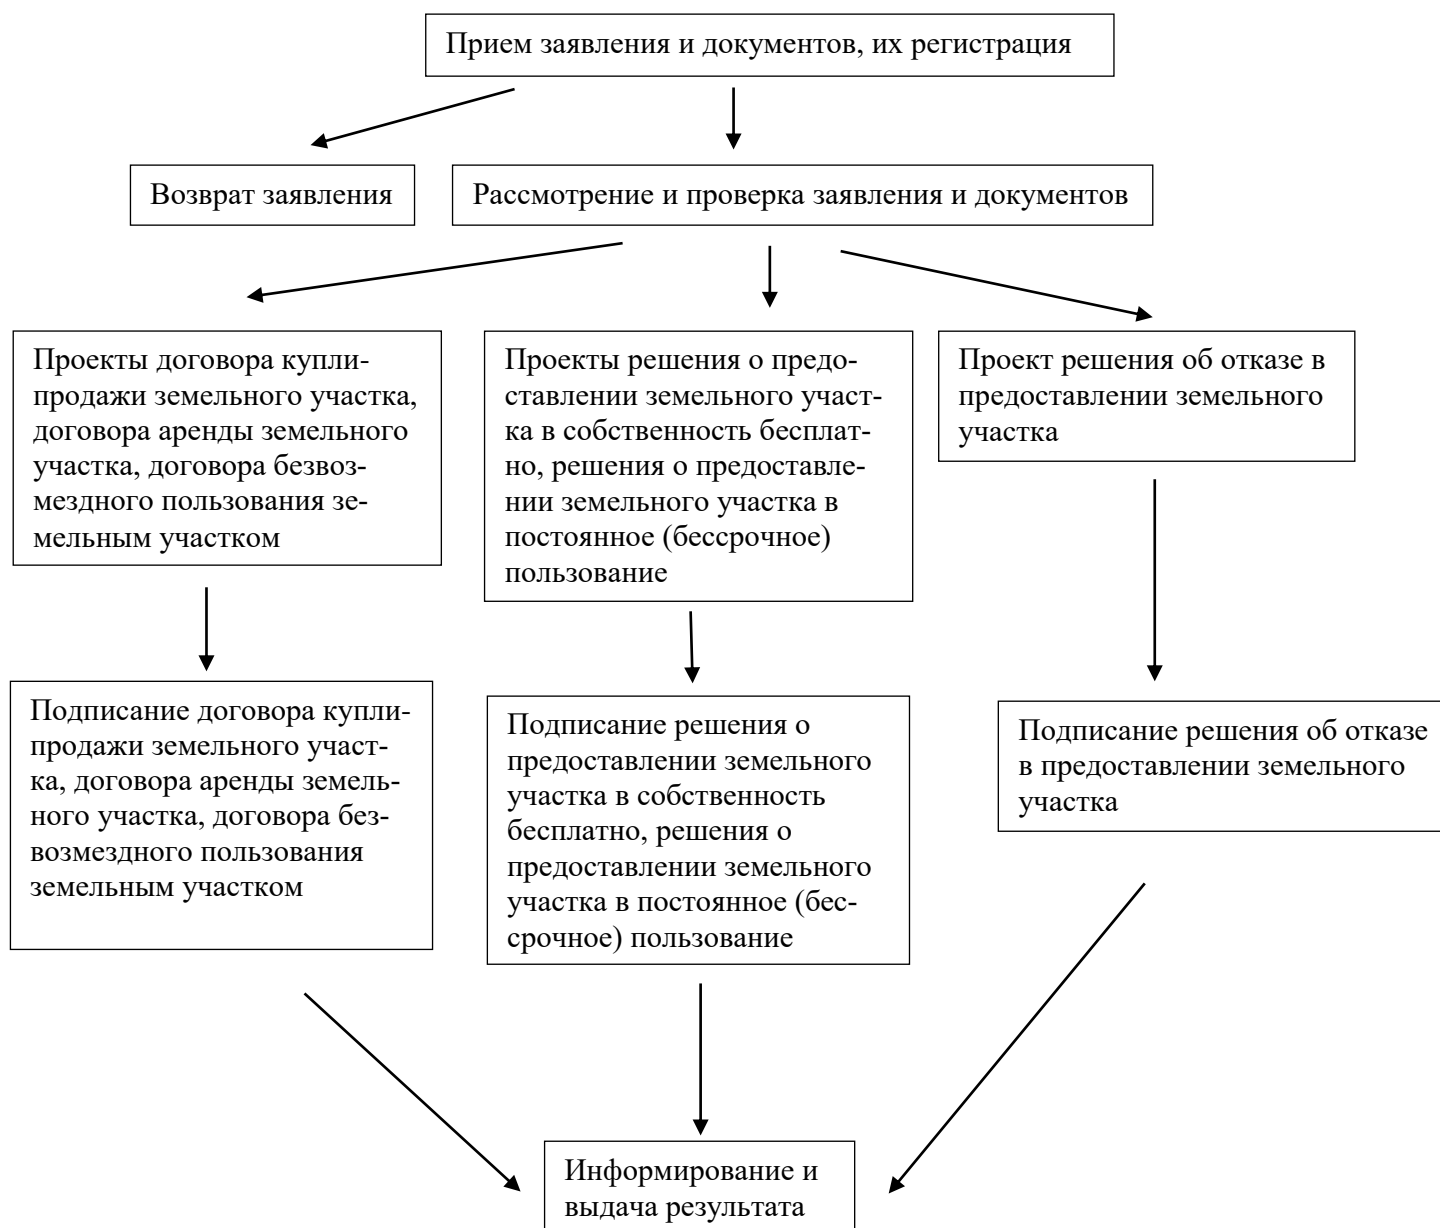 Прием заявления и документов, их регистрация
Возврат заявления
Рассмотрение и проверка заявления и документов
Проекты договора купли-
продажи земельного участка,
договора аренды земельного
участка, договора безвоз-
мездного пользования зе-
мельным участком
Проекты решения о предо-
ставлении земельного участ-
ка в собственность бесплат-
но, решения о предоставле-
нии земельного участка в
постоянное (бессрочное)
пользование
Проект решения об отказе в
предоставлении земельного
участка
Подписание договора купли-
продажи земельного участ-
ка, договора аренды земель-
ного участка, договора без-
возмездного пользования
земельным участком
Подписание решения о
предоставлении земельного
участка в собственность
бесплатно, решения о
предоставлении земельного
участка в постоянное (бес-
срочное) пользование
Подписание решения об отказе
в предоставлении земельного
участка
Информирование и
выдача результата